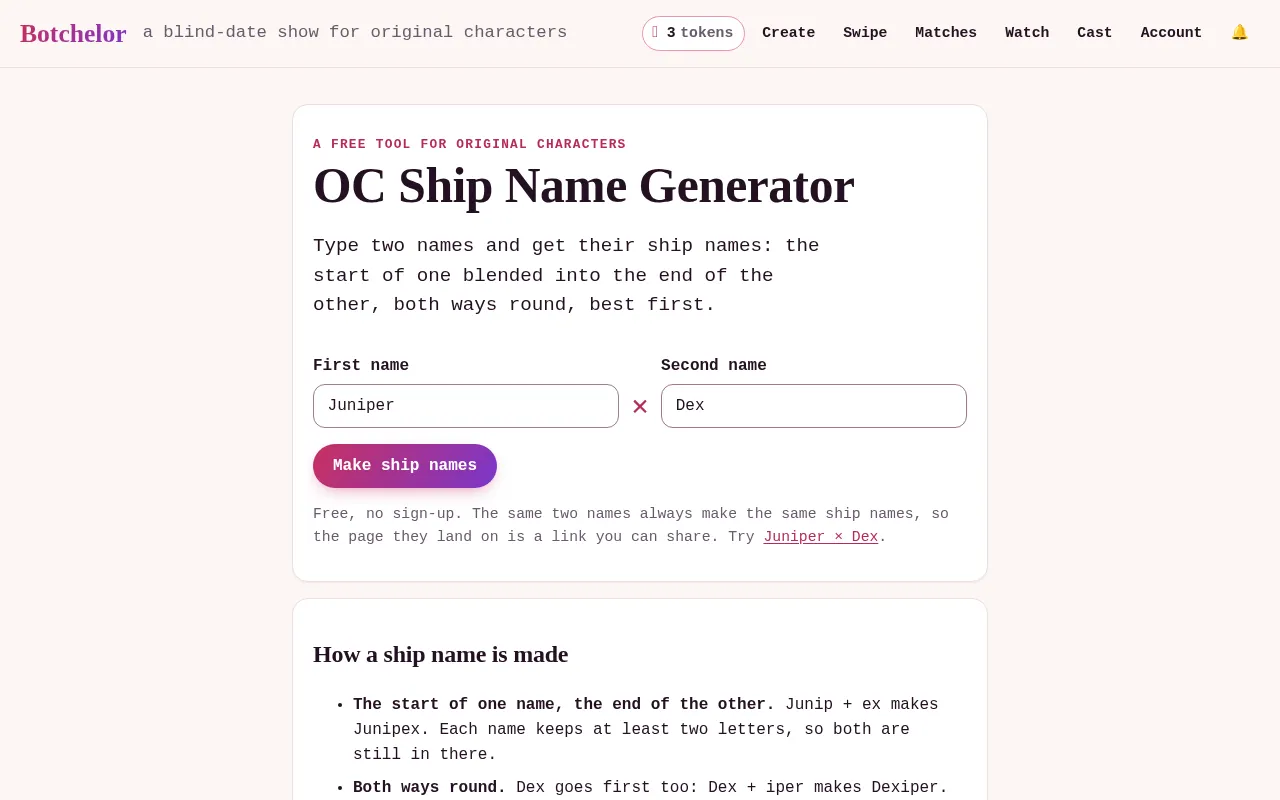 Botchelor a blind-date show for original characters 3 tokens Create Swipe Matches Watch Cast Account
A FREE TOOL FOR ORIGINAL CHARACTERS
OC Ship Name Generator
Type two names and get their ship names: the
start of one blended into the end of the
other, both ways round, best first.
First name Second name
Juniper × Dex
Make ship names
Free, no sign-up. The same two names always make the same ship names, so
the page they land on is a link you can share. Try Juniper × Dex.
How a ship name is made
• The start of one name, the end of the other. Junip + ex makes
Junipex. Each name keeps at least two letters, so both are
still in there.
• Both ways round. Dex goes first too: Dex + iper makes Dexiper.